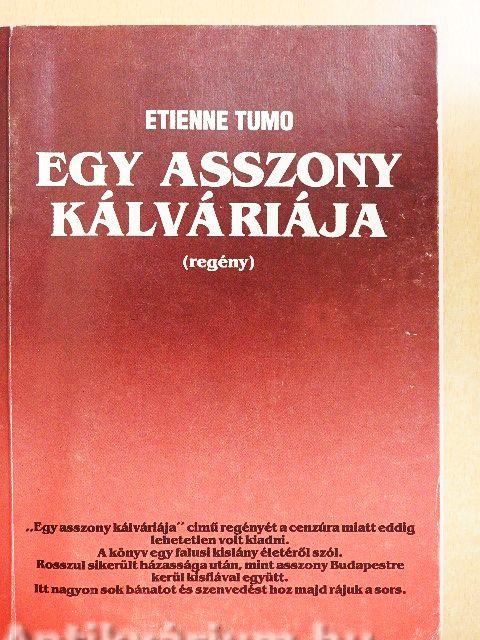 ETIENNE TUMO
EGY ASSZONY
KÁLVÁRIÁJA
(regény)
„Egy asszony kálváriája" című regényét a cenzúra miatt eddig
lehetetlen volt kiadni.
A könyv egy falusi kislány életéről szól.
Rosszul sikerült házassága után, mint asszony Budapestre
kerül kisfiával együtt.
Itt nagyon sok bánatot és szenvedést hoz majd rájuk a sors.
Antikvárium.hu